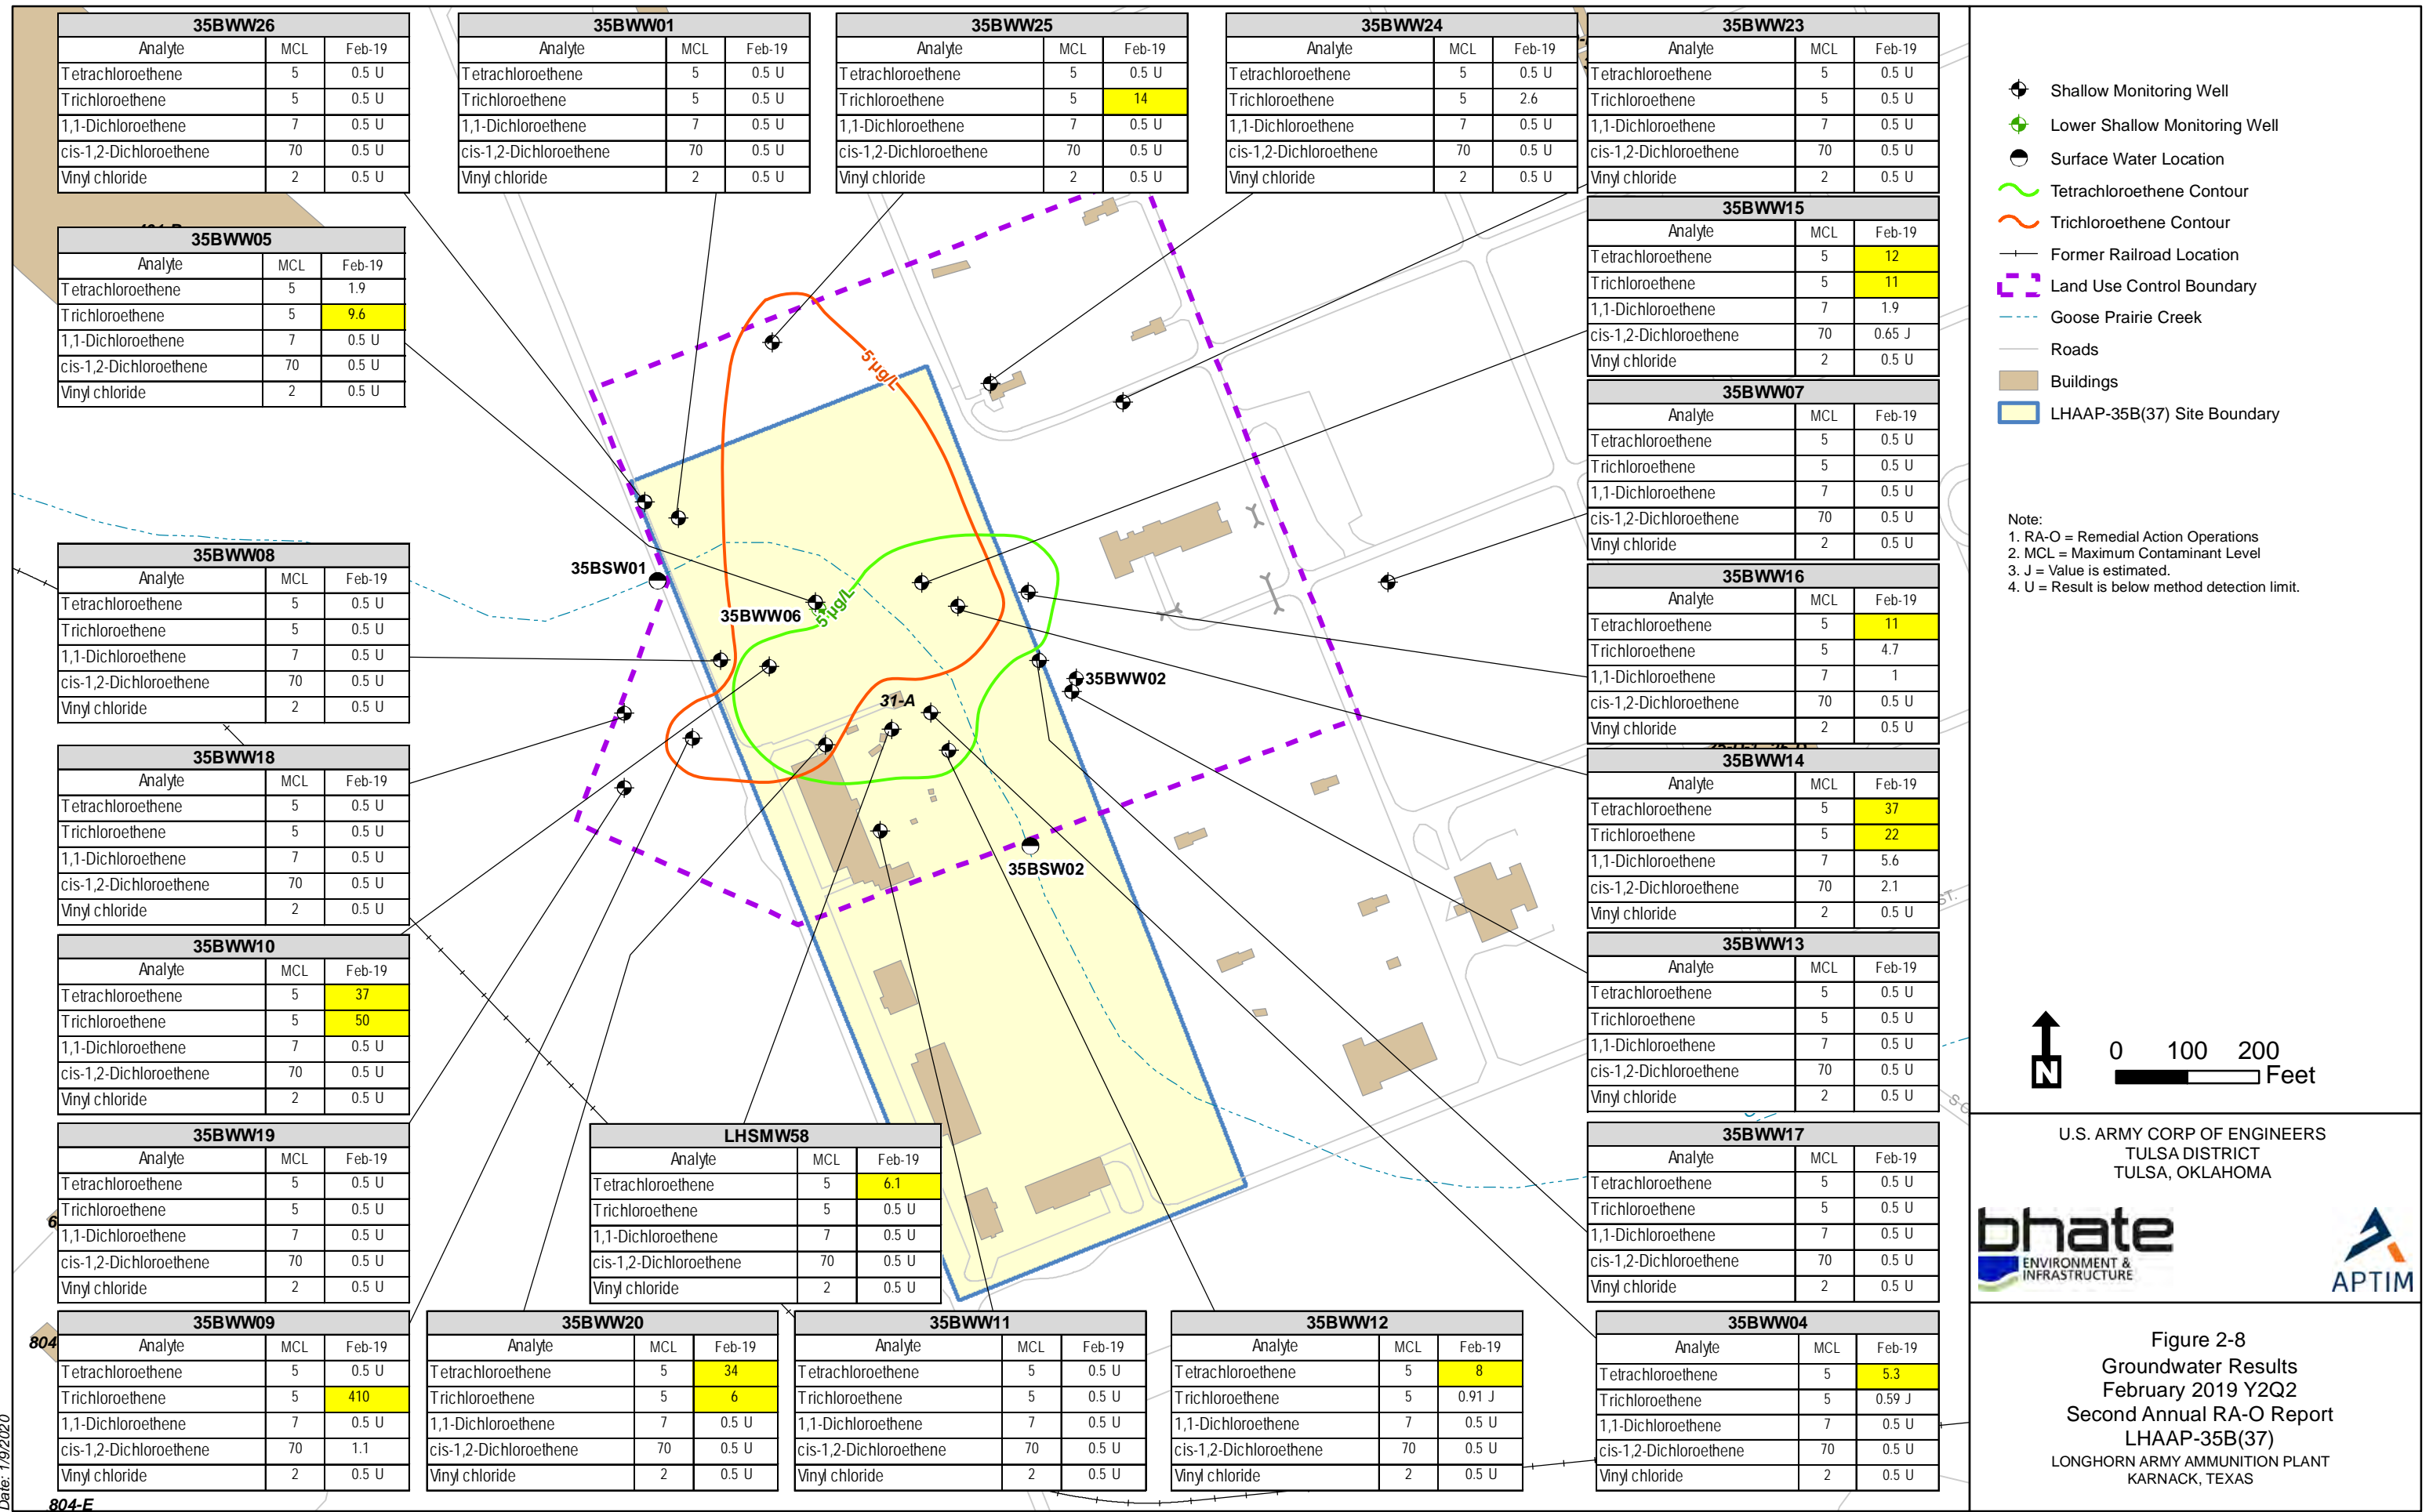 35BWW26
Analyte MCL Feb-19
Tetrachloroethene 5 0.5 U
Trichloroethene 5 0.5 U
1,1-Dichloroethene 7 0.5 U
cis-1,2-Dichloroethene 70 0.5 U
Vinyl chloride 2 0.5 U
35BWW01
Analyte MCL Feb-19
Tetrachloroethene 5 0.5 U
Trichloroethene 5 0.5 U
1,1-Dichloroethene 7 0.5 U
cis-1,2-Dichloroethene 70 0.5 U
Vinyl chloride 2 0.5 U
35BWW25
Analyte MCL Feb-19
Tetrachloroethene 5 0.5 U
Trichloroethene 5 14
1,1-Dichloroethene 7 0.5 U
cis-1,2-Dichloroethene 70 0.5 U
Vinyl chloride 2 0.5 U
35BWW24
Analyte MCL Feb-19
Tetrachloroethene 5 0.5 U
Trichloroethene 5 2.6
1,1-Dichloroethene 7 0.5 U
cis-1,2-Dichloroethene 70 0.5 U
Vinyl chloride 2 0.5 U
35BWW23
Analyte MCL Feb-19
Tetrachloroethene 5 0.5 U
Trichloroethene 5 0.5 U
1,1-Dichloroethene 7 0.5 U
cis-1,2-Dichloroethene 70 0.5 U
Vinyl chloride 2 0.5 U
35BWW05
Analyte MCL Feb-19
Tetrachloroethene 5 1.9
Trichloroethene 5 9.6
1,1-Dichloroethene 7 0.5 U
cis-1,2-Dichloroethene 70 0.5 U
Vinyl chloride 2 0.5 U
35BWW15
Analyte MCL Feb-19
Tetrachloroethene 5 12
Trichloroethene 5 11
1,1-Dichloroethene 7 1.9
cis-1,2-Dichloroethene 70 0.65 J
Vinyl chloride 2 0.5 U
35BWW07
Analyte MCL Feb-19
Tetrachloroethene 5 0.5 U
Trichloroethene 5 0.5 U
1,1-Dichloroethene 7 0.5 U
cis-1,2-Dichloroethene 70 0.5 U
Vinyl chloride 2 0.5 U
35BWW08
Analyte MCL Feb-19
Tetrachloroethene 5 0.5 U
Trichloroethene 5 0.5 U
1,1-Dichloroethene 7 0.5 U
cis-1,2-Dichloroethene 70 0.5 U
Vinyl chloride 2 0.5 U
35BWW16
Analyte MCL Feb-19
Tetrachloroethene 5 11
Trichloroethene 5 4.7
1,1-Dichloroethene 7 1
cis-1,2-Dichloroethene 70 0.5 U
Vinyl chloride 2 0.5 U
35BWW18
Analyte MCL Feb-19
Tetrachloroethene 5 0.5 U
Trichloroethene 5 0.5 U
1,1-Dichloroethene 7 0.5 U
cis-1,2-Dichloroethene 70 0.5 U
Vinyl chloride 2 0.5 U
35BWW14
Analyte MCL Feb-19
Tetrachloroethene 5 37
Trichloroethene 5 22
1,1-Dichloroethene 7 5.6
cis-1,2-Dichloroethene 70 2.1
Vinyl chloride 2 0.5 U
35BWW10
Analyte MCL Feb-19
Tetrachloroethene 5 37
Trichloroethene 5 50
1,1-Dichloroethene 7 0.5 U
cis-1,2-Dichloroethene 70 0.5 U
Vinyl chloride 2 0.5 U
35BWW13
Analyte MCL Feb-19
Tetrachloroethene 5 0.5 U
Trichloroethene 5 0.5 U
1,1-Dichloroethene 7 0.5 U
cis-1,2-Dichloroethene 70 0.5 U
Vinyl chloride 2 0.5 U
35BWW19
Analyte MCL Feb-19
Tetrachloroethene 5 0.5 U
Trichloroethene 5 0.5 U
1,1-Dichloroethene 7 0.5 U
cis-1,2-Dichloroethene 70 0.5 U
Vinyl chloride 2 0.5 U
LHSMW58
Analyte MCL Feb-19
Tetrachloroethene 5 6.1
Trichloroethene 5 0.5 U
1,1-Dichloroethene 7 0.5 U
cis-1,2-Dichloroethene 70 0.5 U
Vinyl chloride 2 0.5 U
35BWW17
Analyte MCL Feb-19
Tetrachloroethene 5 0.5 U
Trichloroethene 5 0.5 U
1,1-Dichloroethene 7 0.5 U
cis-1,2-Dichloroethene 70 0.5 U
Vinyl chloride 2 0.5 U
35BWW09
Analyte MCL Feb-19
Tetrachloroethene 5 0.5 U
Trichloroethene 5 410
1,1-Dichloroethene 7 0.5 U
cis-1,2-Dichloroethene 70 1.1
Vinyl chloride 2 0.5 U
35BWW20
Analyte MCL Feb-19
Tetrachloroethene 5 34
Trichloroethene 5 6
1,1-Dichloroethene 7 0.5 U
cis-1,2-Dichloroethene 70 0.5 U
Vinyl chloride 2 0.5 U
35BWW11
Analyte MCL Feb-19
Tetrachloroethene 5 0.5 U
Trichloroethene 5 0.5 U
1,1-Dichloroethene 7 0.5 U
cis-1,2-Dichloroethene 70 0.5 U
Vinyl chloride 2 0.5 U
35BWW12
Analyte MCL Feb-19
Tetrachloroethene 5 8
Trichloroethene 5 0.91 J
1,1-Dichloroethene 7 0.5 U
cis-1,2-Dichloroethene 70 0.5 U
Vinyl chloride 2 0.5 U
35BWW04
Analyte MCL Feb-19
Tetrachloroethene 5 5.3
Trichloroethene 5 0.59 J
1,1-Dichloroethene 7 0.5 U
cis-1,2-Dichloroethene 70 0.5 U
Vinyl chloride 2 0.5 U
5 µg/L
35BSW01
35BWW06
5 µg/L
35BWW02
31-A
35BSW02
ST.
6
804
804-E
Date: 1/9/2020
Shallow Monitoring Well
Lower Shallow Monitoring Well
Surface Water Location
Tetrachloroethene Contour
Trichloroethene Contour
Former Railroad Location
Land Use Control Boundary
Goose Prairie Creek
Roads
Buildings
LHAAP-35B(37) Site Boundary
Note:
1. RA-O = Remedial Action Operations
2. MCL = Maximum Contaminant Level
3. J = Value is estimated.
4. U = Result is below method detection limit.
N
0 100 200
Feet
U.S. ARMY CORP OF ENGINEERS
TULSA DISTRICT
TULSA, OKLAHOMA
bhate
ENVIRONMENT &
INFRASTRUCTURE
APTIM
Figure 2-8
Groundwater Results
February 2019 Y2Q2
Second Annual RA-O Report
LHAAP-35B(37)
LONGHORN ARMY AMMUNITION PLANT
KARNACK, TEXAS